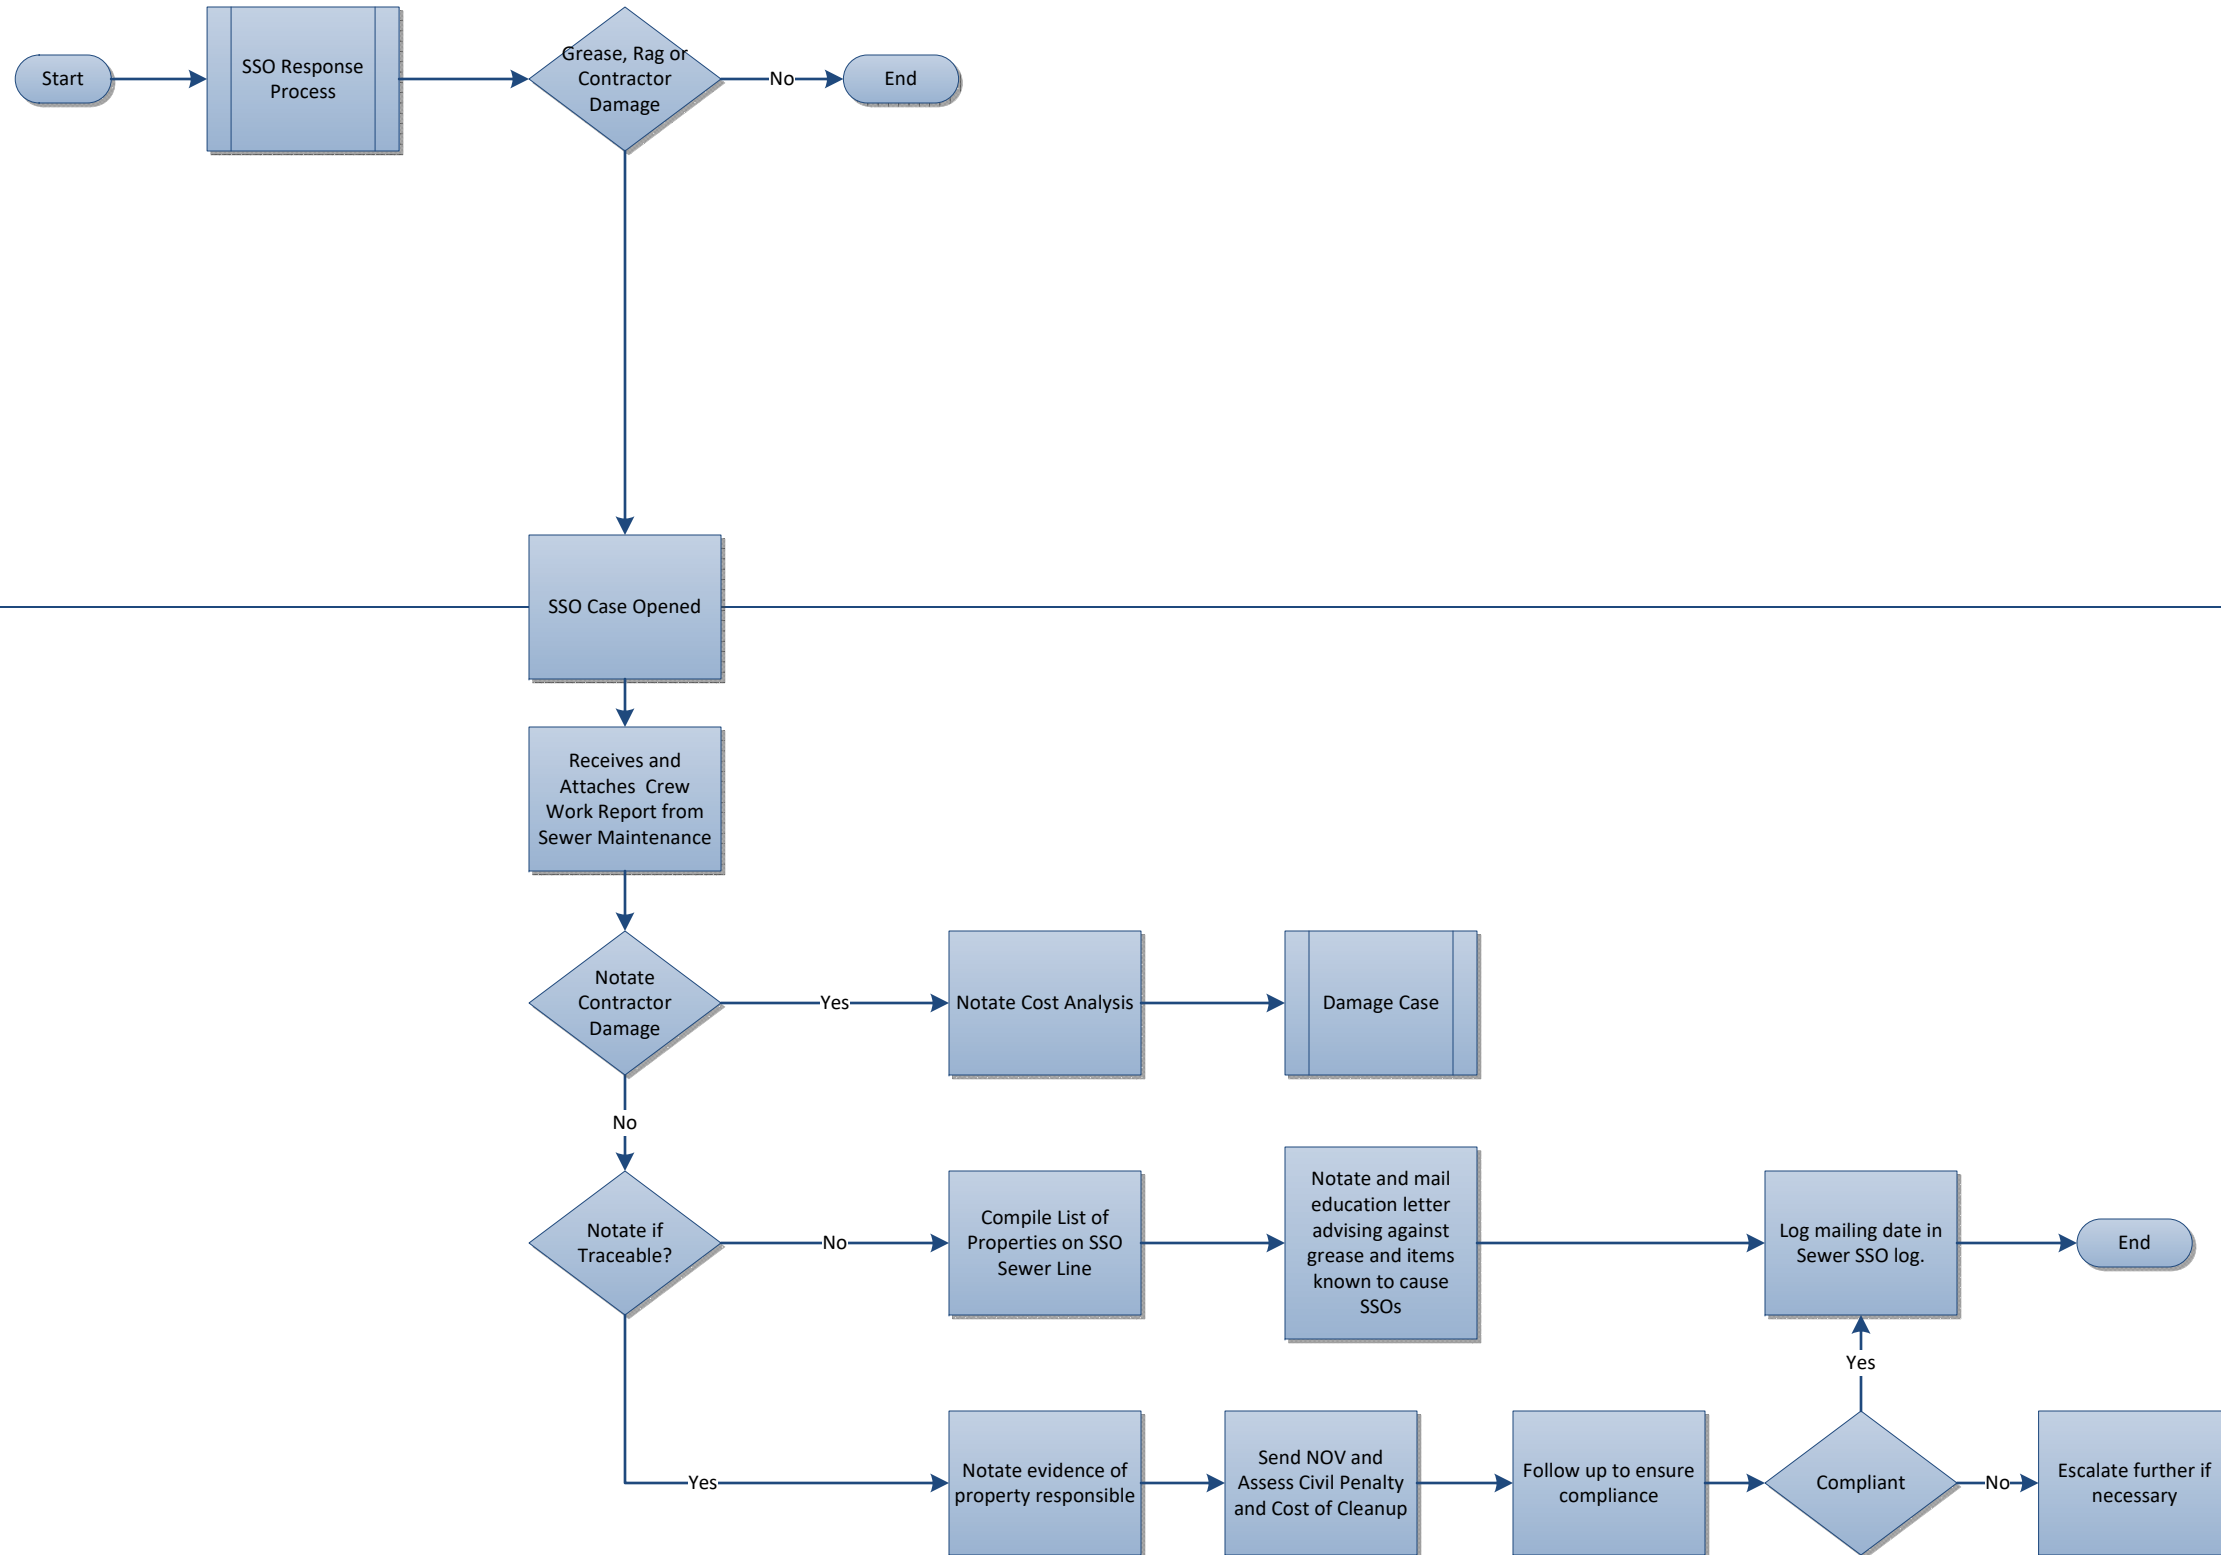 Start
SSO Response
Process
Grease, Rag or
Contractor
Damage
No
End
SSO Case Opened
Receives and
Attaches  Crew
Work Report from
Sewer Maintenance
Notate
Contractor
Damage
Yes
Notate Cost Analysis
Damage Case
No
Notate if
Traceable?
No
Compile List of
Properties on SSO
Sewer Line
Notate and mail
education letter
advising against
grease and items
known to cause
SSOs
Log mailing date in
Sewer SSO log.
End
Yes
Yes
Notate evidence of
property responsible
Send NOV and
Assess Civil Penalty
and Cost of Cleanup
Follow up to ensure
compliance
Compliant
No
Escalate further if
necessary